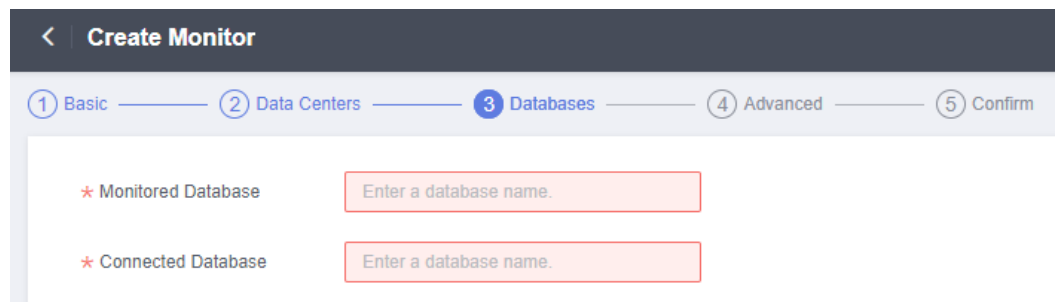 Create Monitor
1 Basic 2 Data Centers 3 Databases 4 Advanced 5 Confirm
* Monitored Database Enter a database name.
* Connected Database Enter a database name.